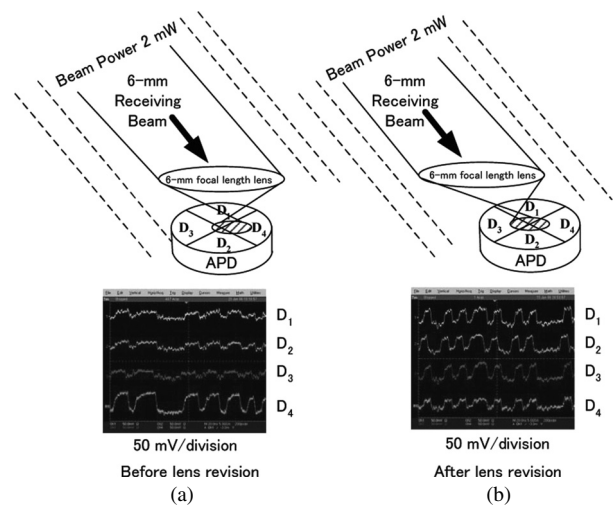 Beam Power 2 mW
6-mm
Receiving
Beam
6-mm focal length lens
D
D3
D4
D2
APD
D1
D2
D3
D4
50 mV/division
Before lens revision
(a)
Beam Power 2 mW
6-mm
Receiving
Beam
6-mm focal length lens
D1
D3
D4
D2
APD
D1
D2
D3
D4
50 mV/division
After lens revision
(b)